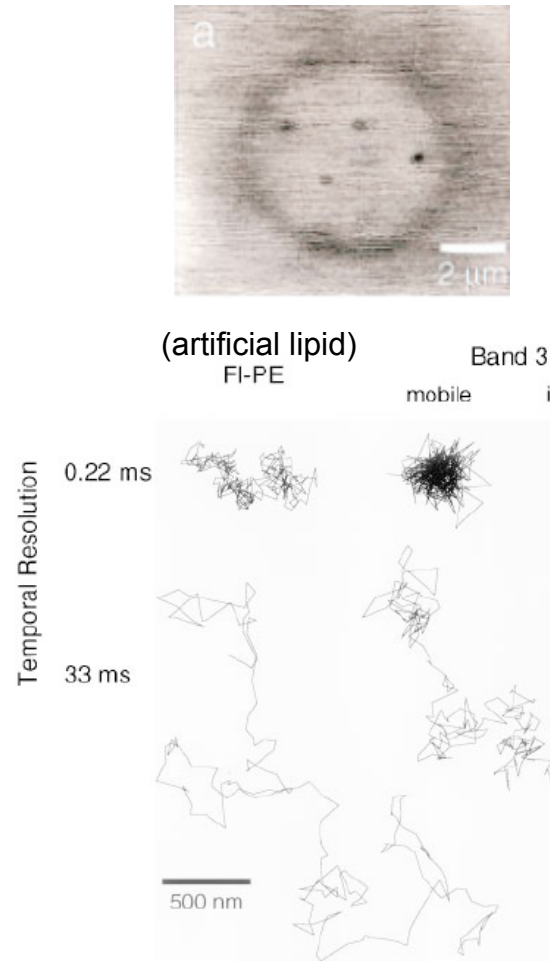 a
2 μm
(artificial lipid)
Fl-PE
Band 3
mobile
i
Temporal Resolution
0.22 ms
33 ms
500 nm